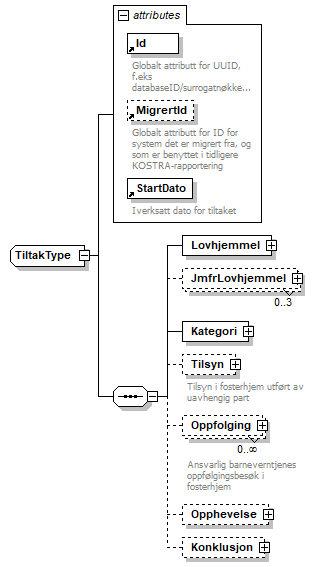 attributes
Id
Globalt attributt for UUID,
f.eks
databaseID/surrogatnøkke...
MigrertId
Globalt attributt for ID for
system det er migrert fra, og
som er benyttet i tidligere
KOSTRA-rapportering
StartDato
Iverksatt dato for tiltaket
TiltakType
Lovhjemmel
JmfrLovhjemmel
0..3
Kategori
Tilsyn
Tilsyn i fosterhjem utført av
uavhengig part
Oppfolging
0..∞
Ansvarlig barneverntjenes
oppfølgingsbesøk i
fosterhjem
Opphevelse
Konklusjon